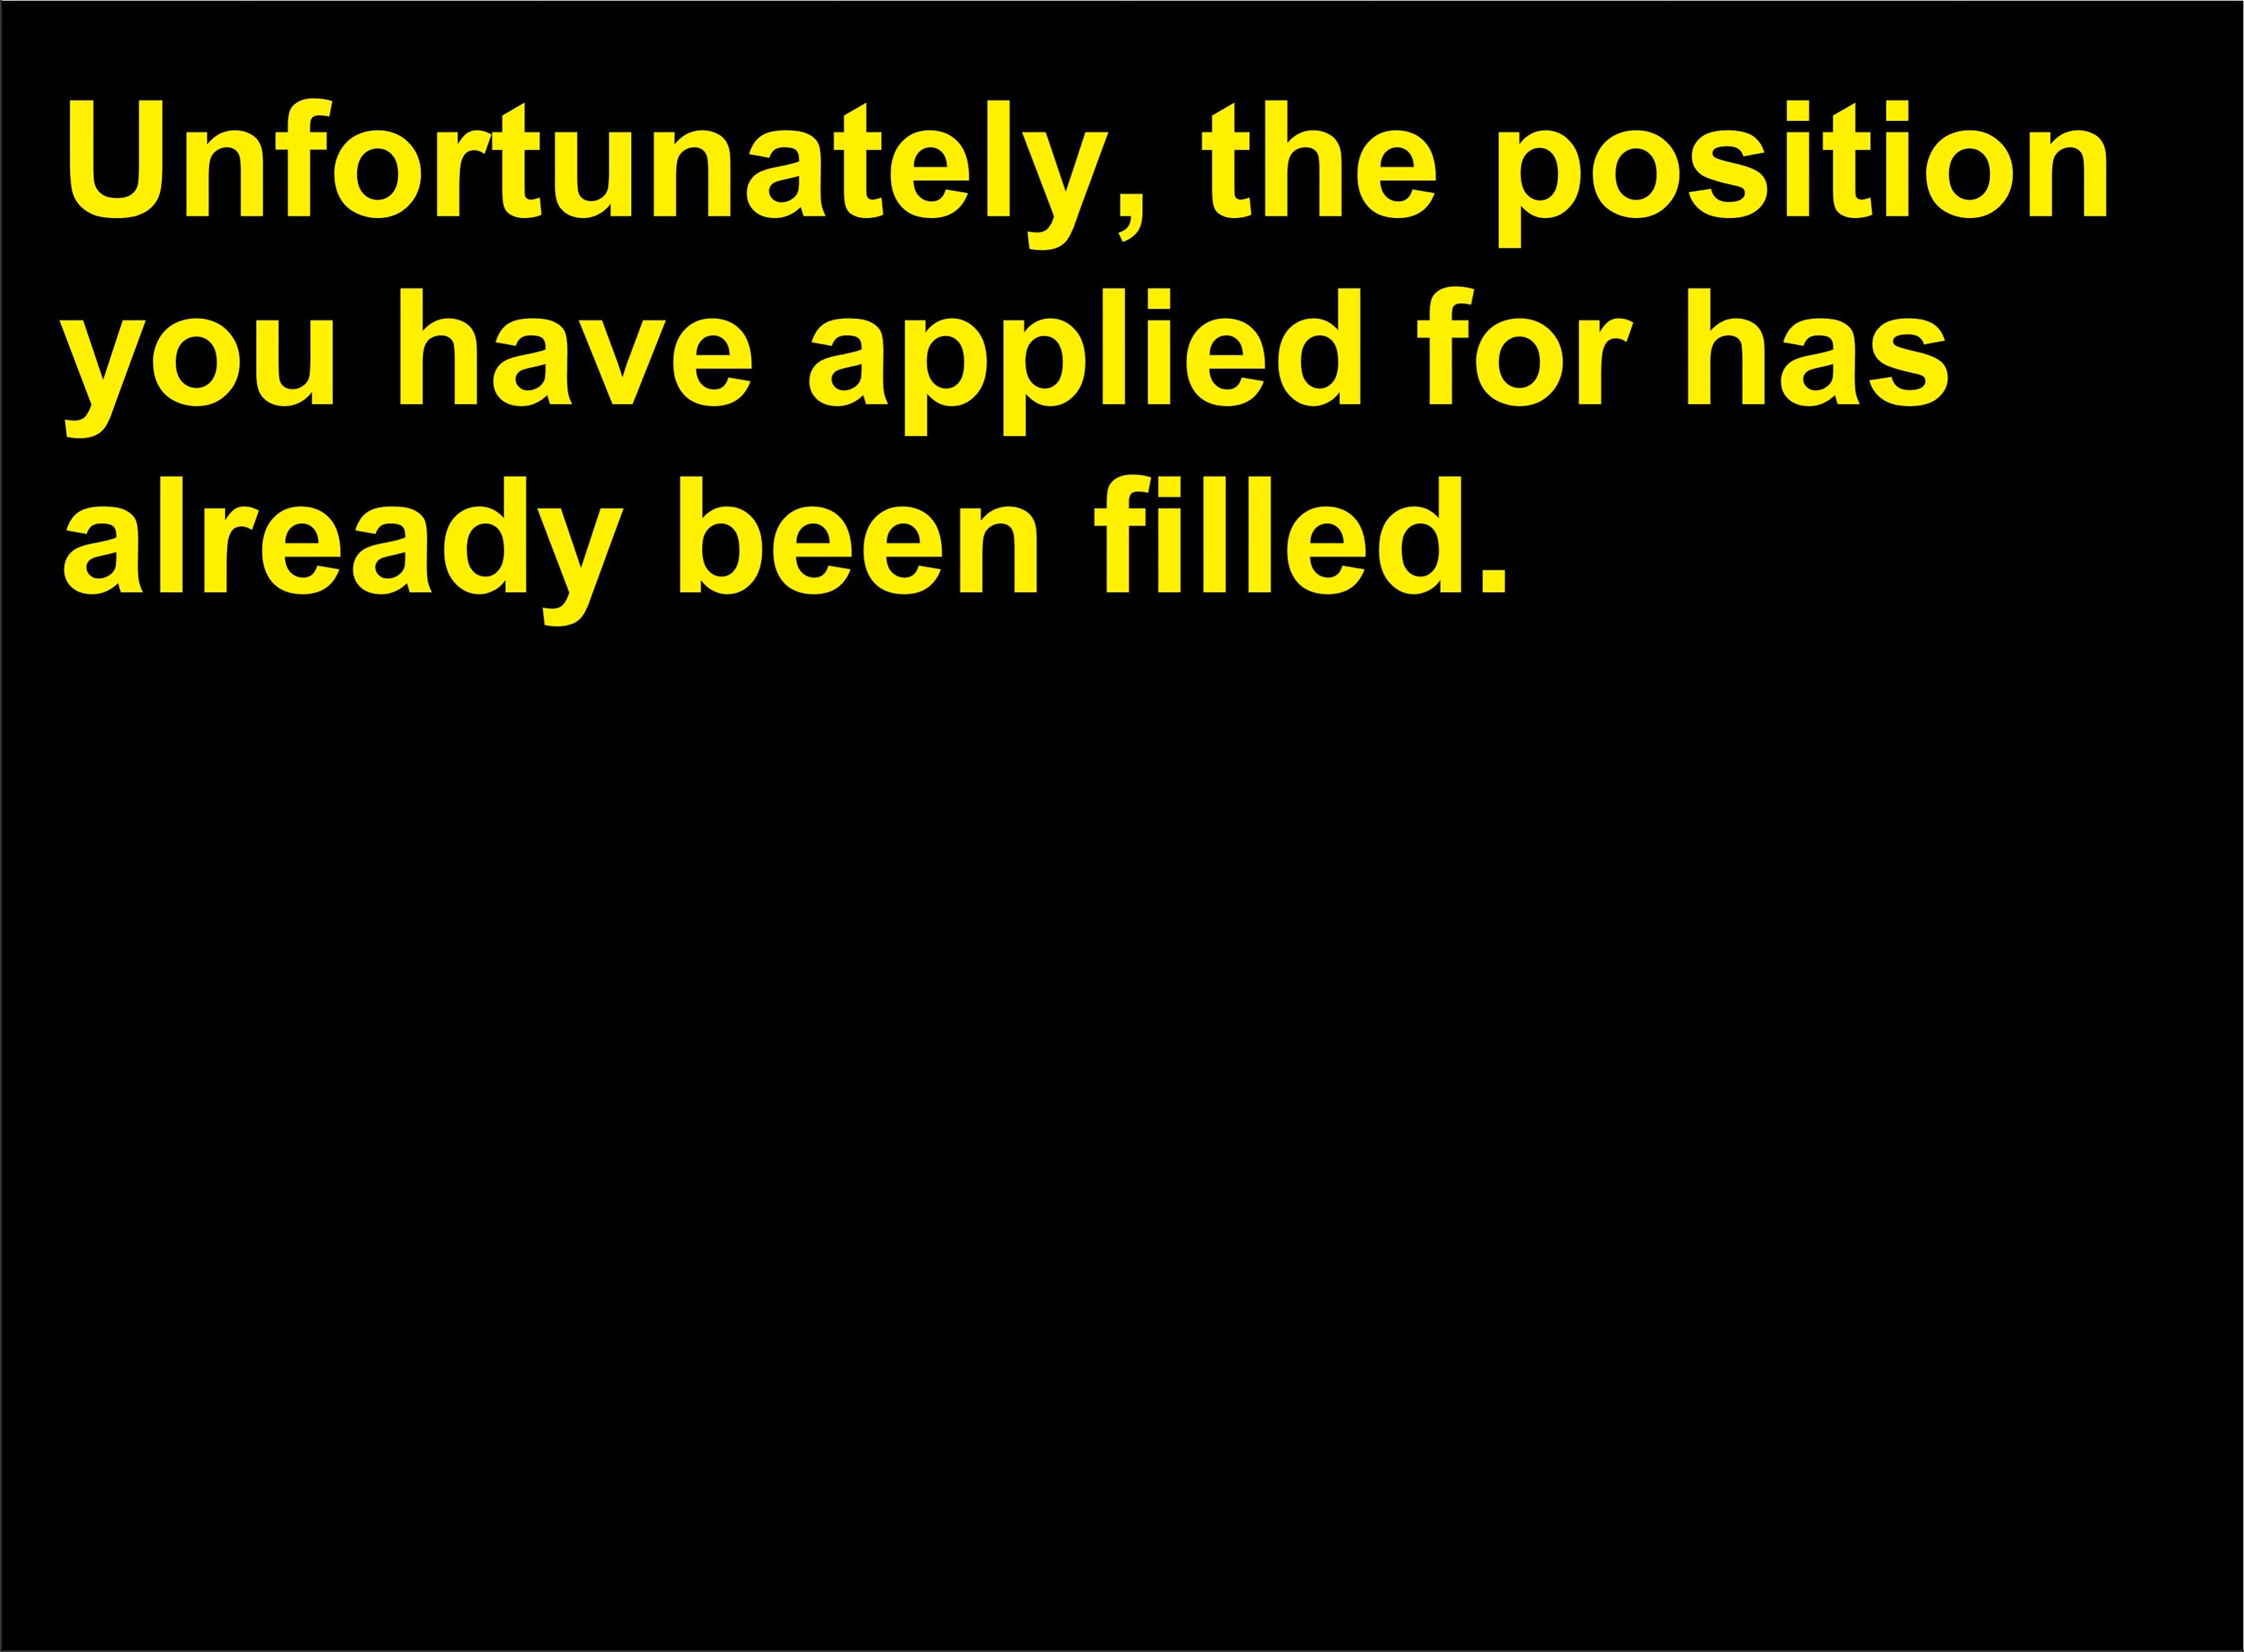 Unfortunately, the position
you have applied for has
already been filled.